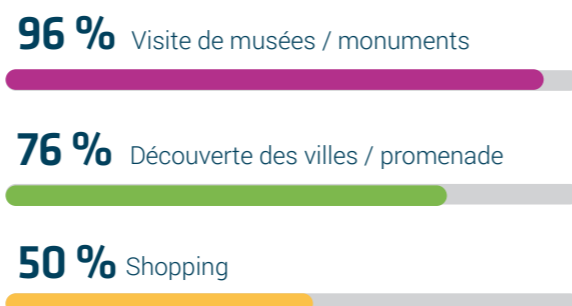 96 % Visite de musées / monuments
76 % Découverte des villes / promenade
50 % Shopping